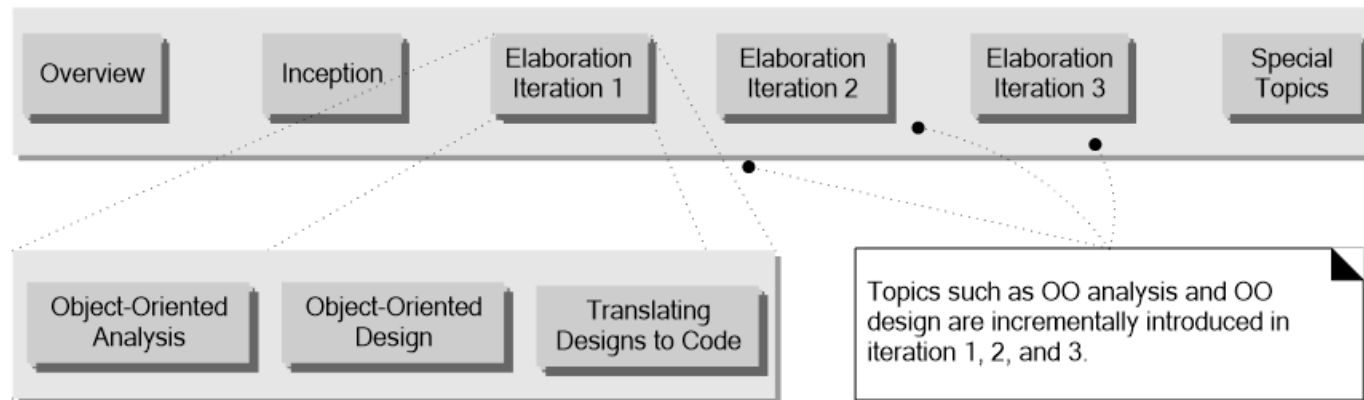 Overview
Inception
Elaboration
Iteration 1
Elaboration
Iteration 2
Elaboration
Iteration 3
Special
Topics
Object-Oriented
Analysis
Object-Oriented
Design
Translating
Designs to Code
Topics such as OO analysis and OO
design are incrementally introduced in
iteration 1, 2, and 3.